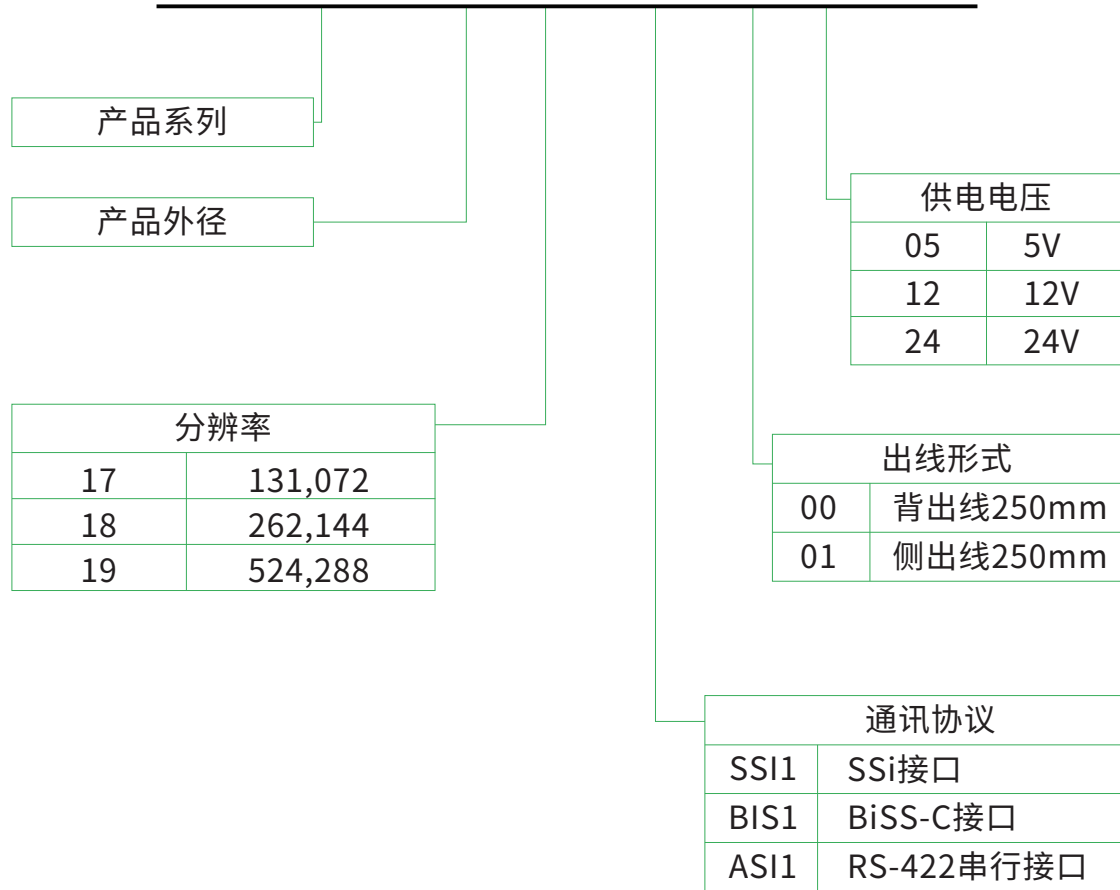 产品系列
产品外径
供电电压
05 5V
12 12V
24 24V
分辨率
17 131,072
18 262,144
19 524,288
出线形式
00 背出线250mm
01 侧出线250mm
通讯协议
SSI1 SSi接口
BIS1 BiSS-C接口
ASI1 RS-422串行接口